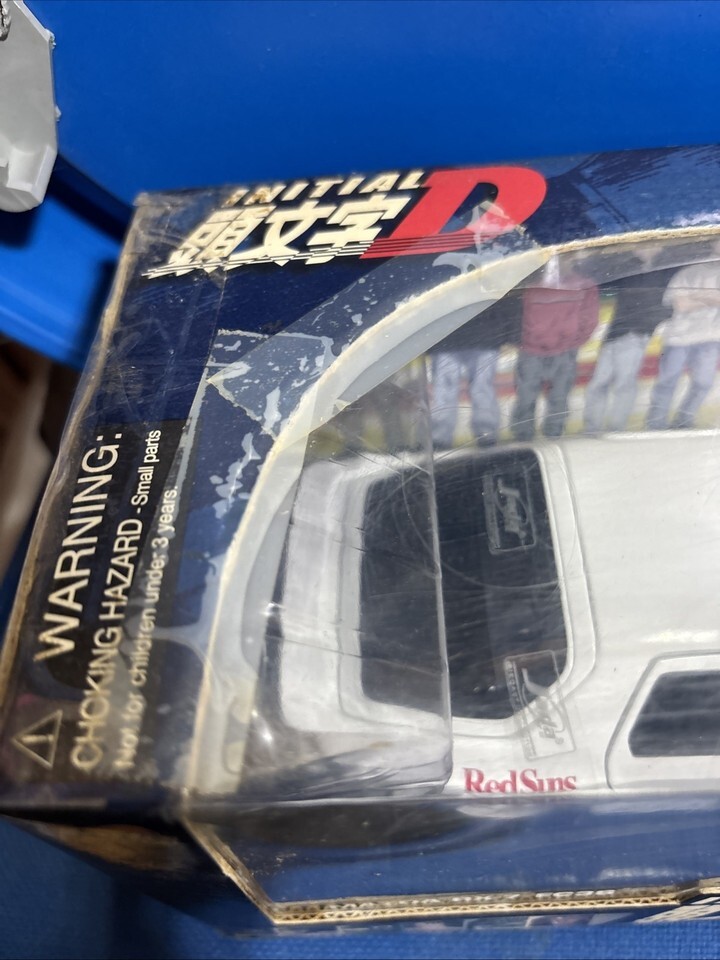 INITIAL
頭文字D
WARNING:
CHOKING HAZARD - Small parts
Not for children under 3 years.
RedSuns